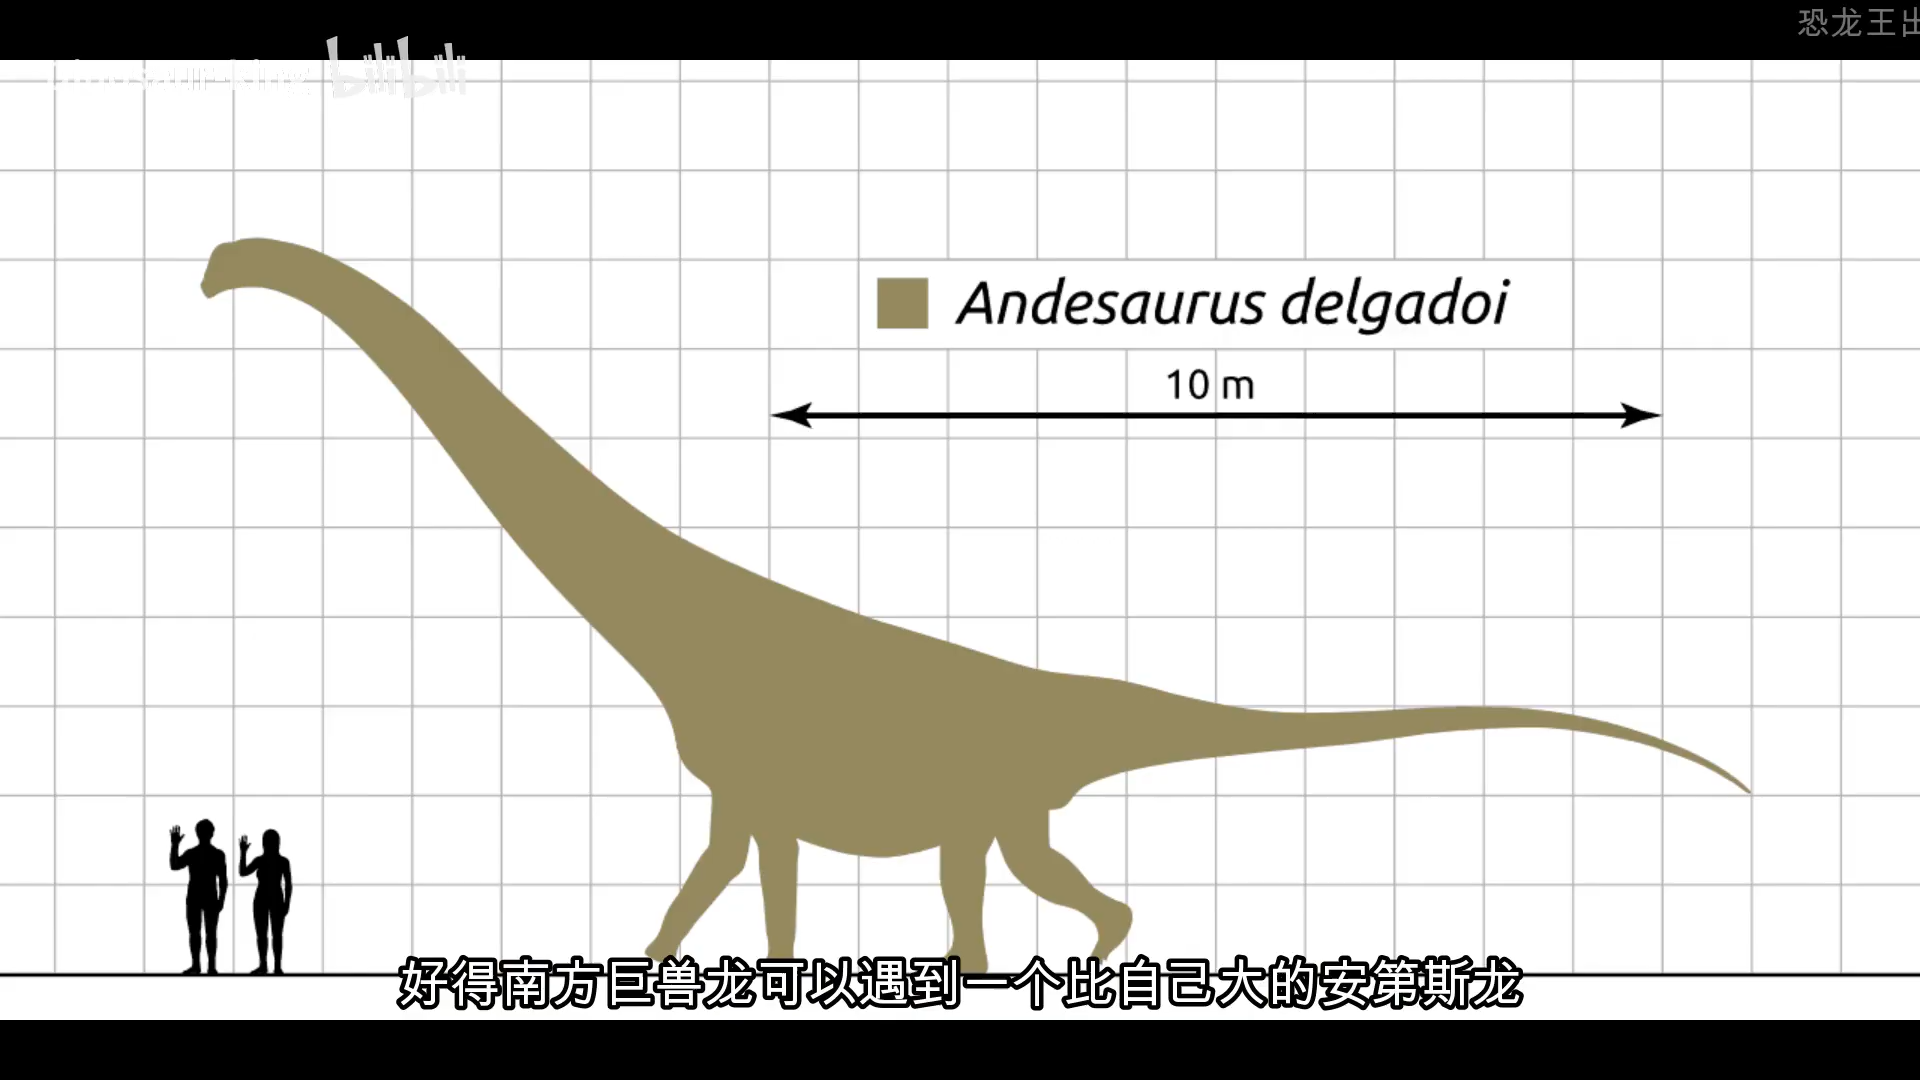 恐龙王出
bilibili
Andesaurus delgadoi
10 m
好得南方巨兽龙可以遇到一个比自己大的安第斯龙